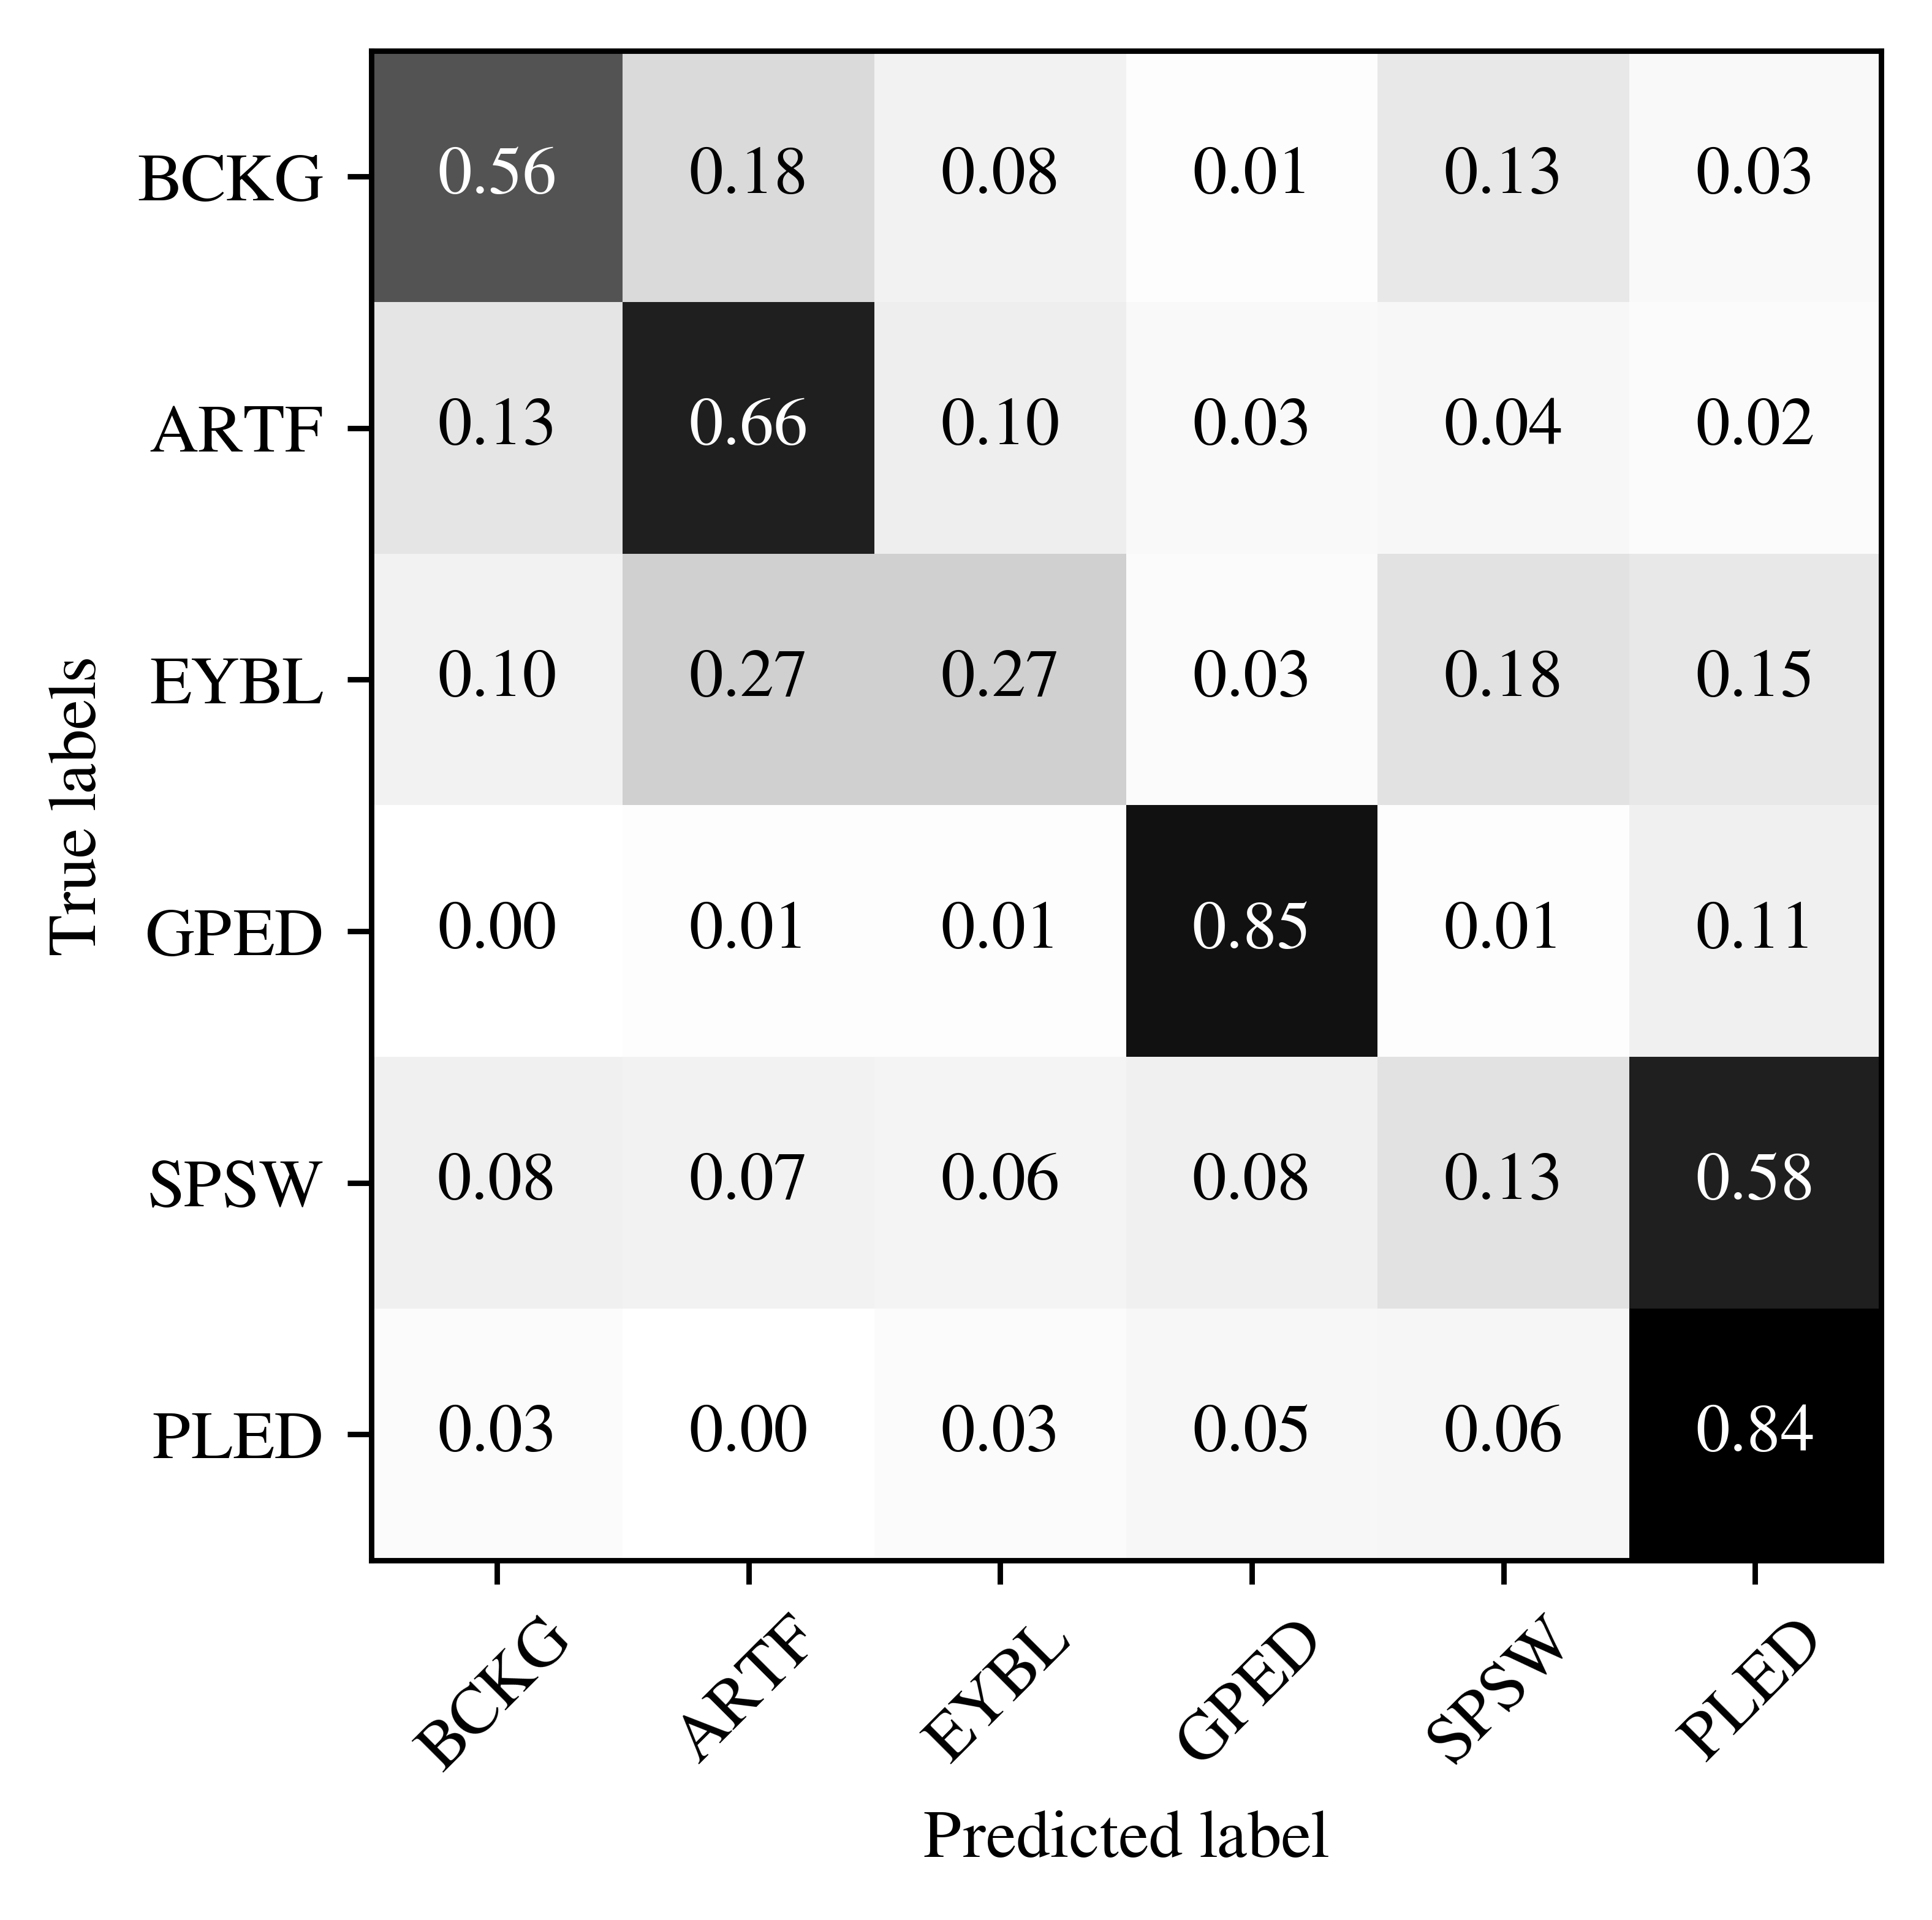 True labels
BCKG 0.56 0.18 0.08 0.01 0.13 0.03
ARTF 0.13 0.66 0.10 0.03 0.04 0.02
EYBL 0.10 0.27 0.27 0.03 0.18 0.15
GPED 0.00 0.01 0.01 0.85 0.01 0.11
SPSW 0.08 0.07 0.06 0.08 0.13 0.58
PLED 0.03 0.00 0.03 0.05 0.06 0.84
BCKG ARTF EYBL GPED SPSW PLED
Predicted label